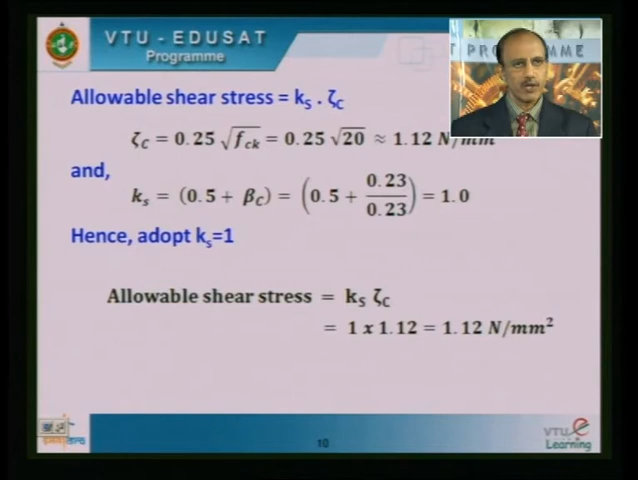 VTU - EDUSAT
Programme
T PROGRAMME
Allowable shear stress = kₛ . ζc
ζc = 0.25 √fck = 0.25 √20 ≈ 1.12 N/mm
and,
kₛ = (0.5 + βc) = (0.5 + 0.23/0.23) = 1.0
Hence, adopt kₛ=1
Allowable shear stress = kₛ ζc
= 1 x 1.12 = 1.12 N/mm²
10
VTU e
Learning